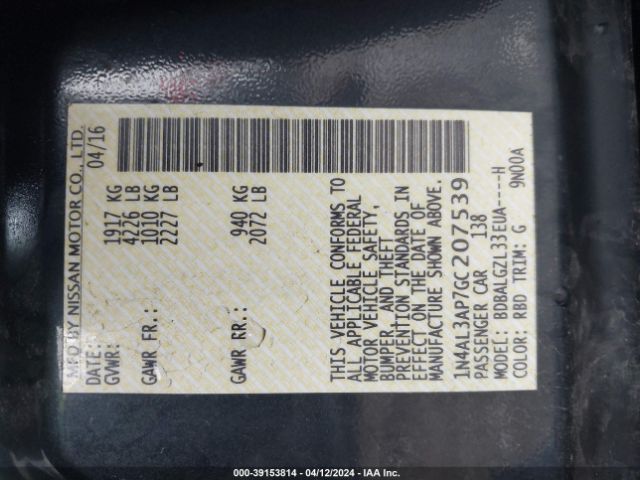 MFD BY NISSAN MOTOR CO., LTD.
DATE: 04/16
GVWR: 1917 KG
4226 LB
GAWR FR.: 1010 KG
2227 LB
GAWR RR.: 940 KG
2072 LB
THIS VEHICLE CONFORMS TO
ALL APPLICABLE FEDERAL
MOTOR VEHICLE SAFETY,
BUMPER, AND THEFT
PREVENTION STANDARDS IN
EFFECT ON THE DATE OF
MANUFACTURE SHOWN ABOVE.
1N4AL3AP7GC207539
PASSENGER CAR 138
MODEL: BDBALGZL33EUA----H
COLOR: RBD TRIM: G 9N00A
000-39153814 - 04/12/2024 - IAA Inc.